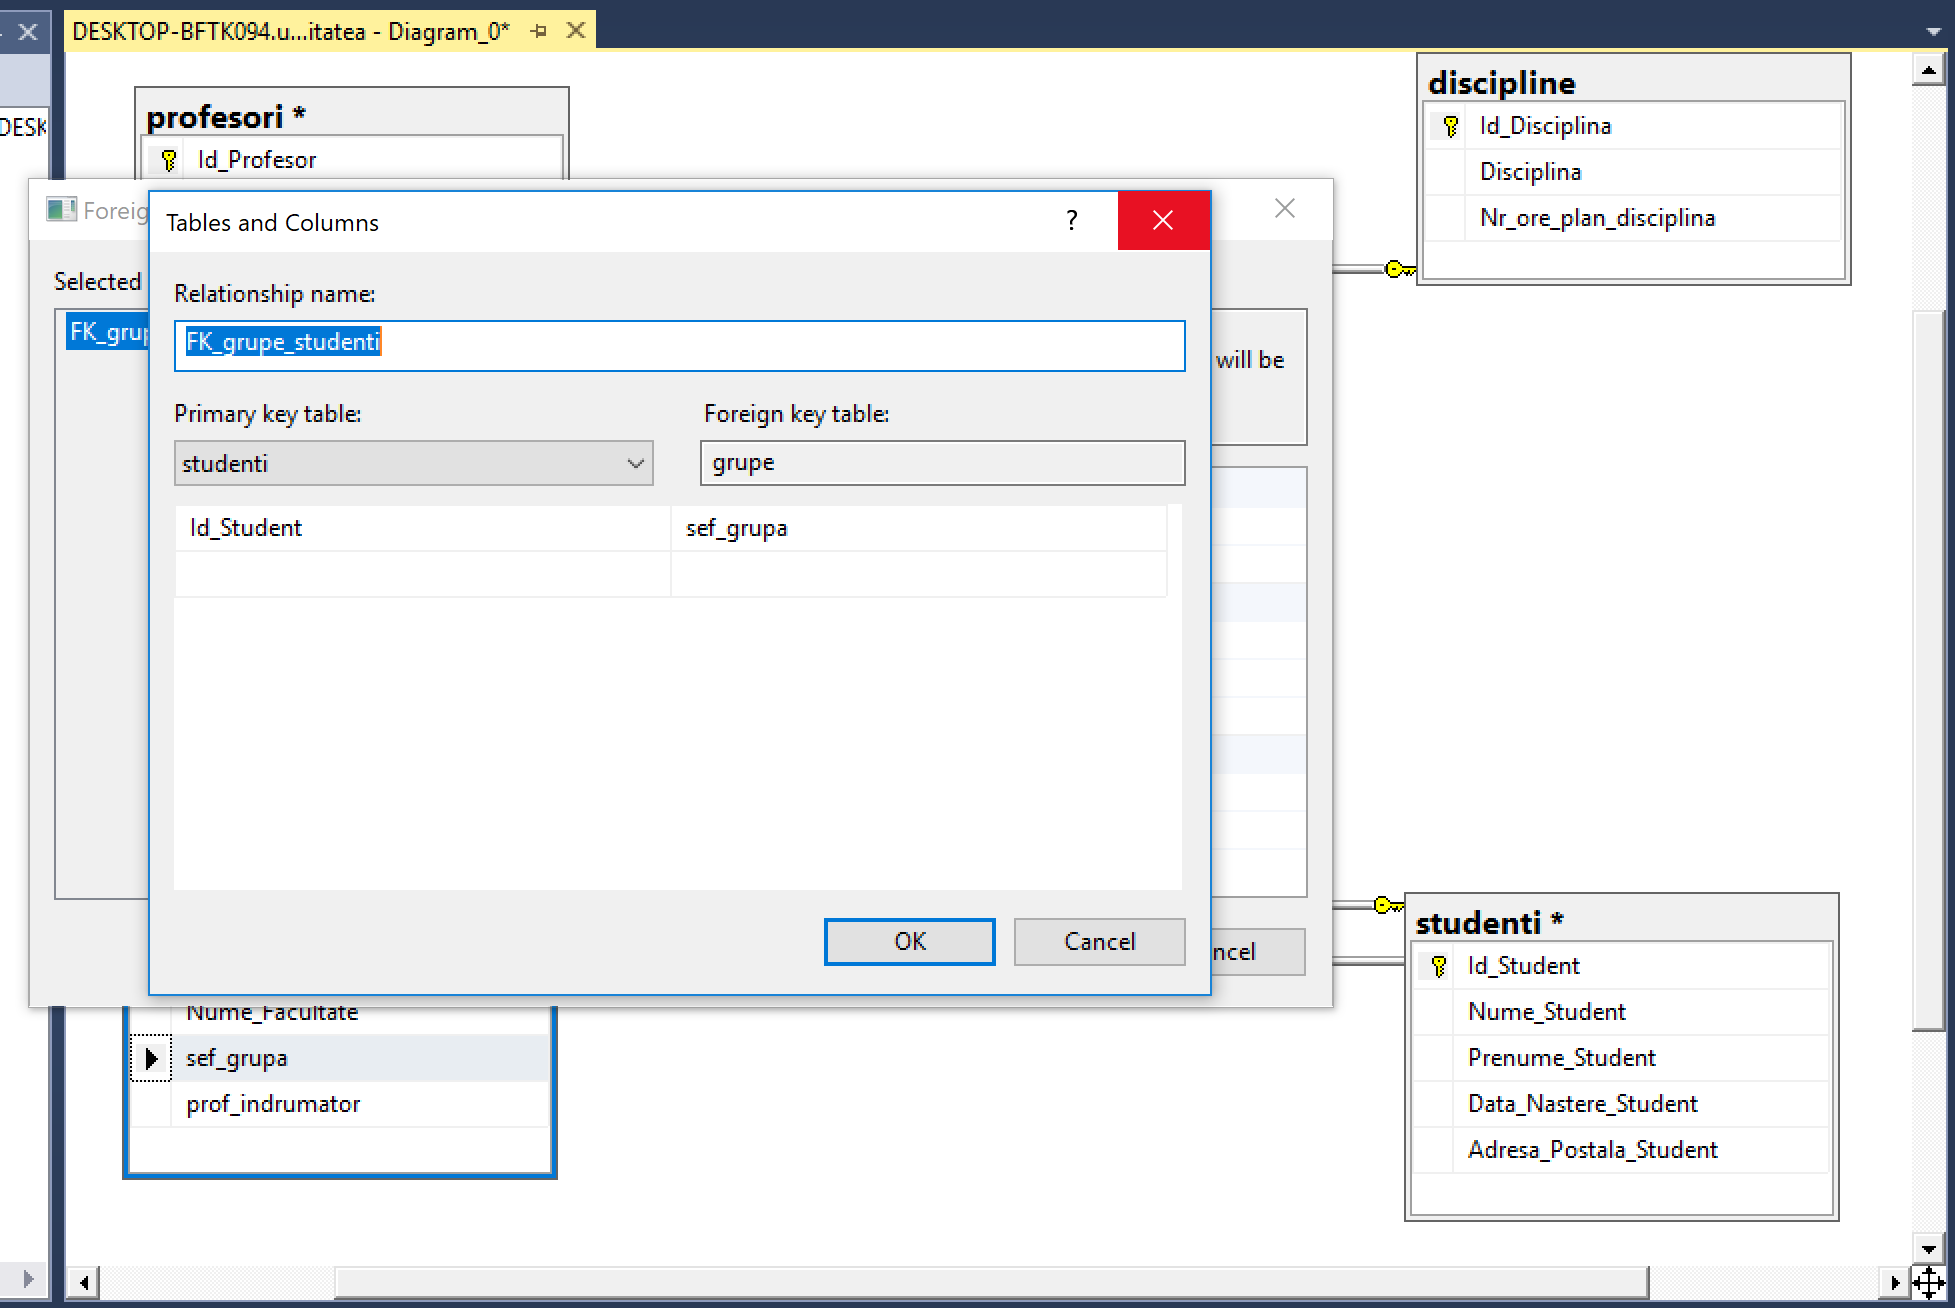 DESKTOP-BFTK094.u...itatea - Diagram_0*
DESK
profesori *
Id_Profesor
discipline
Id_Disciplina
Disciplina
Nr_ore_plan_disciplina
Foreig
Tables and Columns
?
Selected
FK_grup
Relationship name:
FK_grupe_studenti
will be
Primary key table:
Foreign key table:
studenti
grupe
Id_Student
sef_grupa
OK
Cancel
ncel
Nume_Facultate
sef_grupa
prof_indrumator
studenti *
Id_Student
Nume_Student
Prenume_Student
Data_Nastere_Student
Adresa_Postala_Student